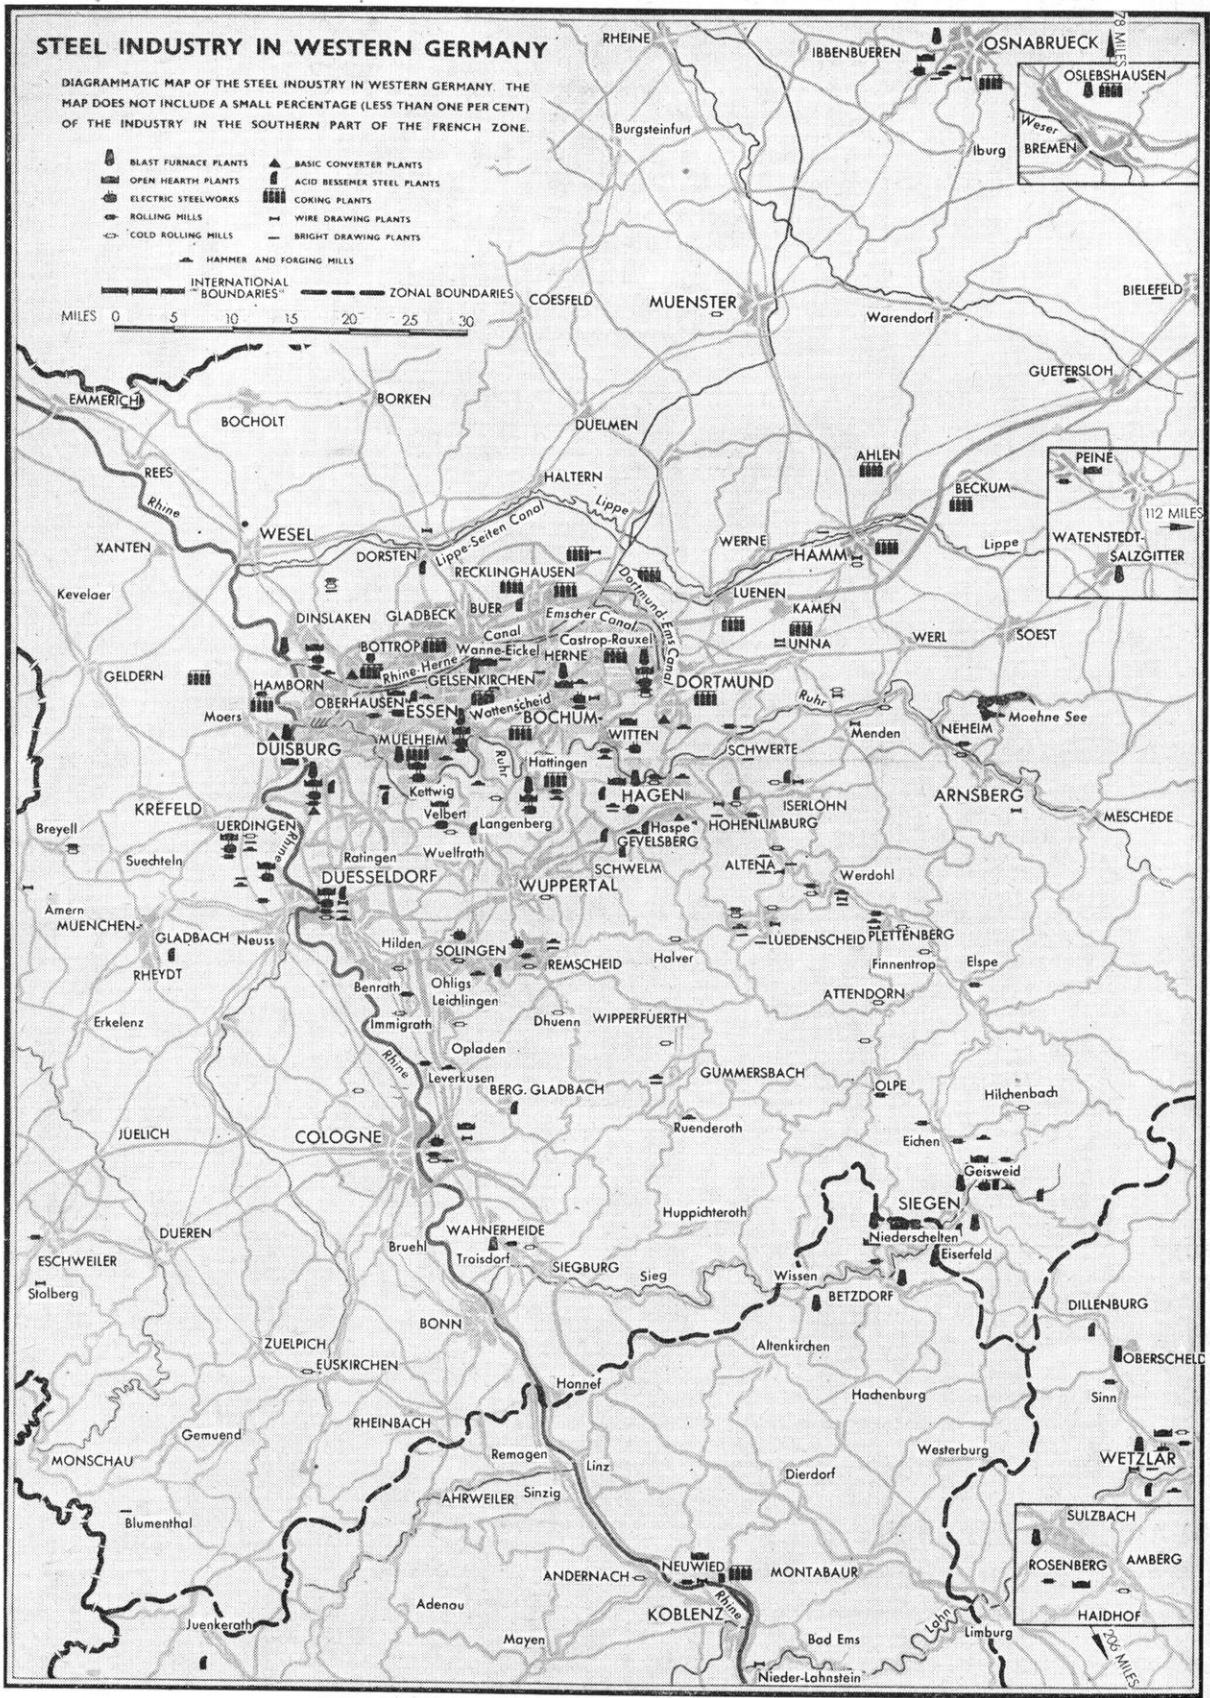 STEEL INDUSTRY IN WESTERN GERMANY
DIAGRAMMATIC MAP OF THE STEEL INDUSTRY IN WESTERN GERMANY. THE
MAP DOES NOT INCLUDE A SMALL PERCENTAGE (LESS THAN ONE PER CENT)
OF THE INDUSTRY IN THE SOUTHERN PART OF THE FRENCH ZONE.
BLAST FURNACE PLANTS
BASIC CONVERTER PLANTS
OPEN HEARTH PLANTS
ACID BESSEMER STEEL PLANTS
ELECTRIC STEELWORKS
COKING PLANTS
ROLLING MILLS
WIRE DRAWING PLANTS
COLD ROLLING MILLS
BRIGHT DRAWING PLANTS
HAMMER AND FORGING MILLS
INTERNATIONAL
"BOUNDARIES"
ZONAL BOUNDARIES
MILES 0 5 10 15 20 25 30
RHEINE
IBBENBUEREN
OSNABRUECK
78 MILES
OSLEBSHAUSEN
Weser
BREMEN
Burgsteinfurt
Iburg
COESFELD
MUENSTER
Warendorf
BIELEFELD
GUETERSLOH
EMMERICH
BOCHOLT
BORKEN
DUELMEN
REES
Rhine
HALTERN
Lippe
AHLEN
BECKUM
PEINE
112 MILES
WATENSTEDT-
SALZGITTER
WESEL
XANTEN
DORSTEN
Lippe-Seiten Canal
WERNE
HAMM
Lippe
Kevelaer
RECKLINGHAUSEN
Dortmund-Ems Canal
LUENEN
KAMEN
DINSLAKEN
GLADBECK
BUER
Emscher Canal
UNNA
WERL
SOEST
BOTTROP
Canal
Wanne-Eickel
Castrop-Rauxel
HERNE
Rhine-Herne
GELDERN
HAMBORN
GELSENKIRCHEN
DORTMUND
Ruhr
Moers
OBERHAUSEN
ESSEN
Wattenscheid
BOCHUM
WITTEN
Menden
NEHEIM
Moehne See
DUISBURG
MUELHEIM
Ruhr
Hattingen
SCHWERTE
KREFELD
Kettwig
HAGEN
ISERLOHN
ARNSBERG
MESCHEDE
Breyell
UERDINGEN
Velbert
Langenberg
Haspe
HOHENLIMBURG
GEVELSBERG
Suechteln
Rhine
Ratingen
Wuelfrath
SCHWELM
ALTENA
DUESSELDORF
WUPPERTAL
Werdohl
Amern
MUENCHEN-
GLADBACH
Neuss
Hilden
SOLINGEN
REMSCHEID
Halver
LUEDENSCHEID
PLETTENBERG
RHEYDT
Benrath
Ohligs
Leichlingen
Finnentrop
Elspe
ATTENDORN
Erkelenz
Immigrath
Dhuenn
WIPPERFUERTH
Rhine
Opladen
Leverkusen
BERG. GLADBACH
GUMMERSBACH
OLPE
Hilchenbach
JUELICH
COLOGNE
Ruenderoth
Eichen
Geisweid
SIEGEN
Huppichteroth
DUEREN
WAHNERHEIDE
Niederschelten
ESCHWEILER
Bruehl
Troisdorf
SIEGBURG
Sieg
Wissen
Eiserfeld
Stolberg
BETZDORF
DILLENBURG
BONN
ZUELPICH
Altenkirchen
OBERSCHELD
EUSKIRCHEN
Honnef
Hachenburg
Sinn
RHEINBACH
Gemuend
MONSCHAU
Remagen
Linz
Westerburg
WETZLAR
Dierdorf
AHRWEILER
Sinzig
Blumenthal
SULZBACH
ROSENBERG
AMBERG
HAIDHOF
206 MILES
ANDERNACH
NEUWIED
MONTABAUR
Adenau
KOBLENZ
Rhine
Juenkerath
Lahn
Limburg
Mayen
Bad Ems
Nieder-Lahnstein